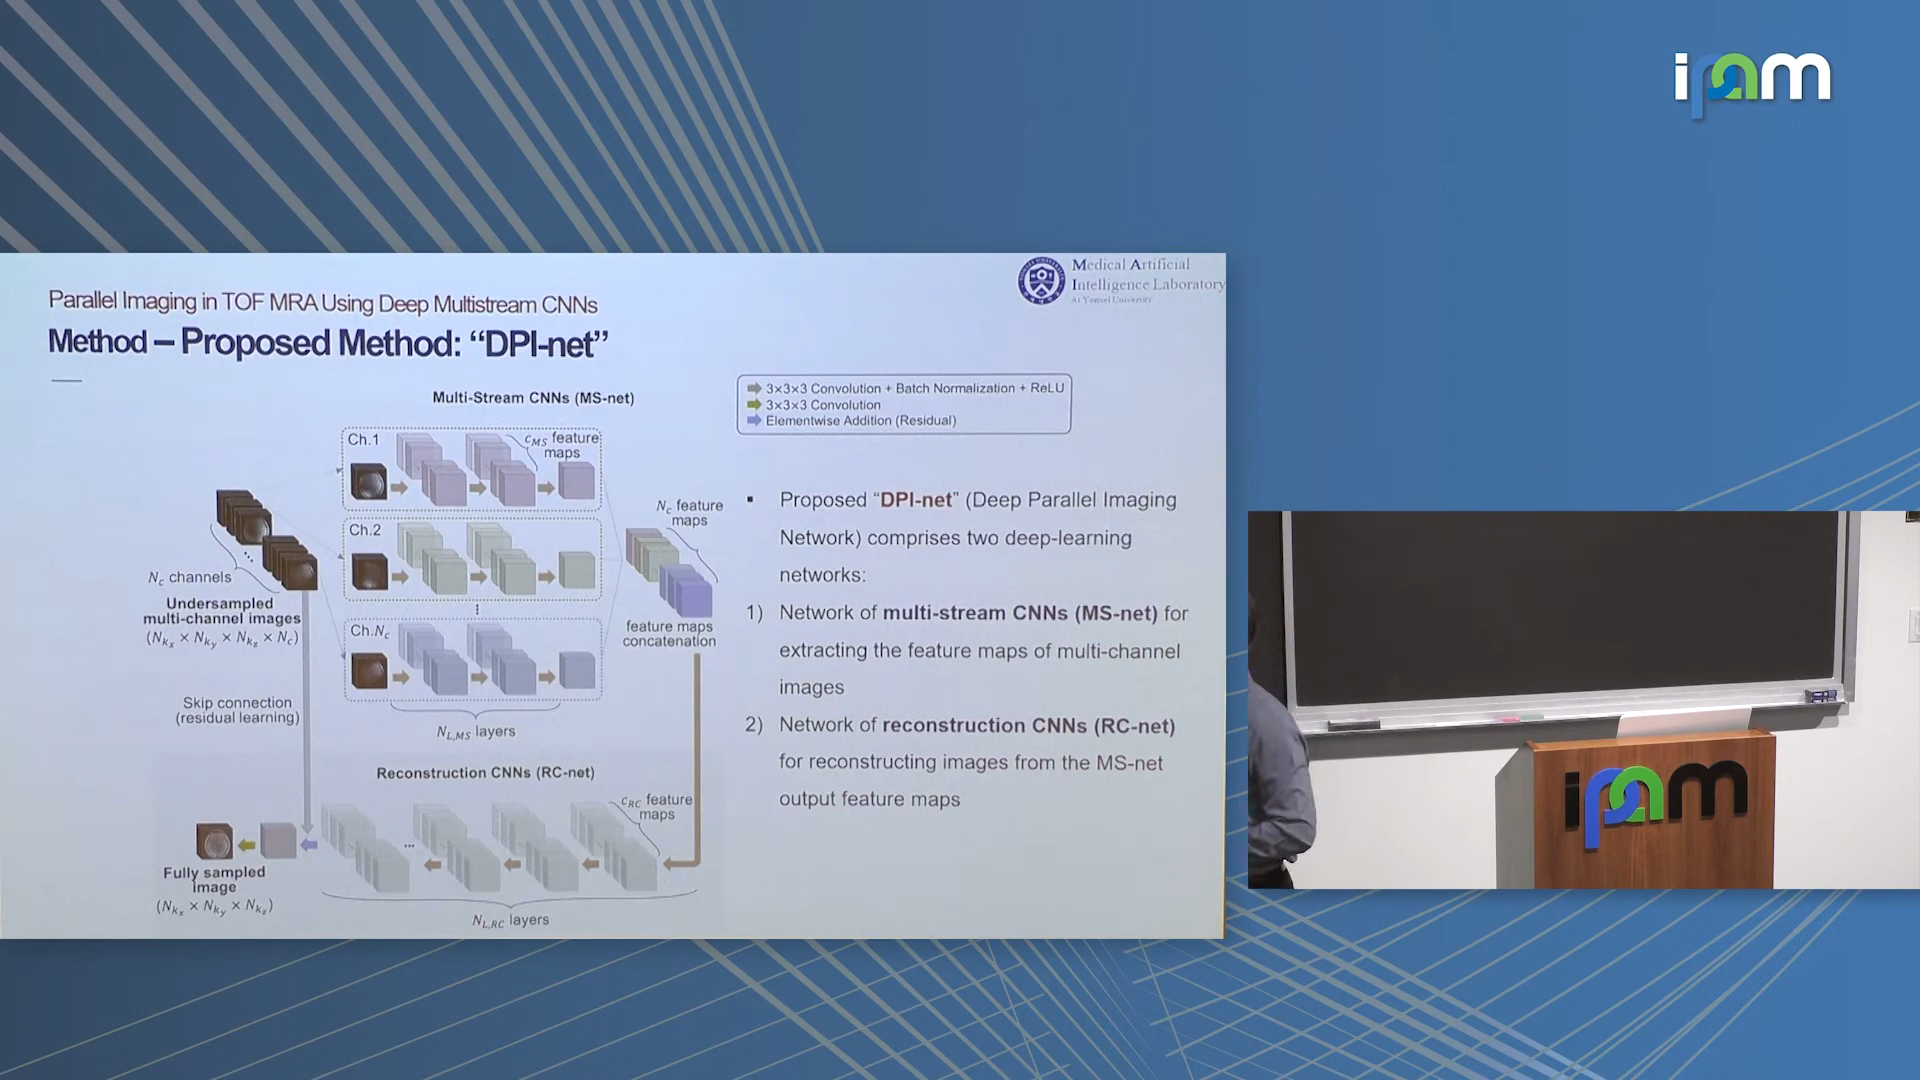 ipam
Medical Artificial
Intelligence Laboratory
At Yonsei University
Parallel Imaging in TOF MRA Using Deep Multistream CNNs
Method – Proposed Method: “DPI-net”
Multi-Stream CNNs (MS-net)
3×3×3 Convolution + Batch Normalization + ReLU
3×3×3 Convolution
Elementwise Addition (Residual)
Ch.1
c_MS feature
maps
Ch.2
Ch.N_c
N_c feature
maps
N_c channels
Undersampled
multi-channel images
(N_kx × N_ky × N_kz × N_c)
feature maps
concatenation
Skip connection
(residual learning)
N_L,MS layers
Reconstruction CNNs (RC-net)
c_RC feature
maps
...
Fully sampled
image
(N_kx × N_ky × N_kz)
N_L,RC layers
▪ Proposed “DPI-net” (Deep Parallel Imaging
Network) comprises two deep-learning
networks:
1) Network of multi-stream CNNs (MS-net) for
extracting the feature maps of multi-channel
images
2) Network of reconstruction CNNs (RC-net)
for reconstructing images from the MS-net
output feature maps
ipam